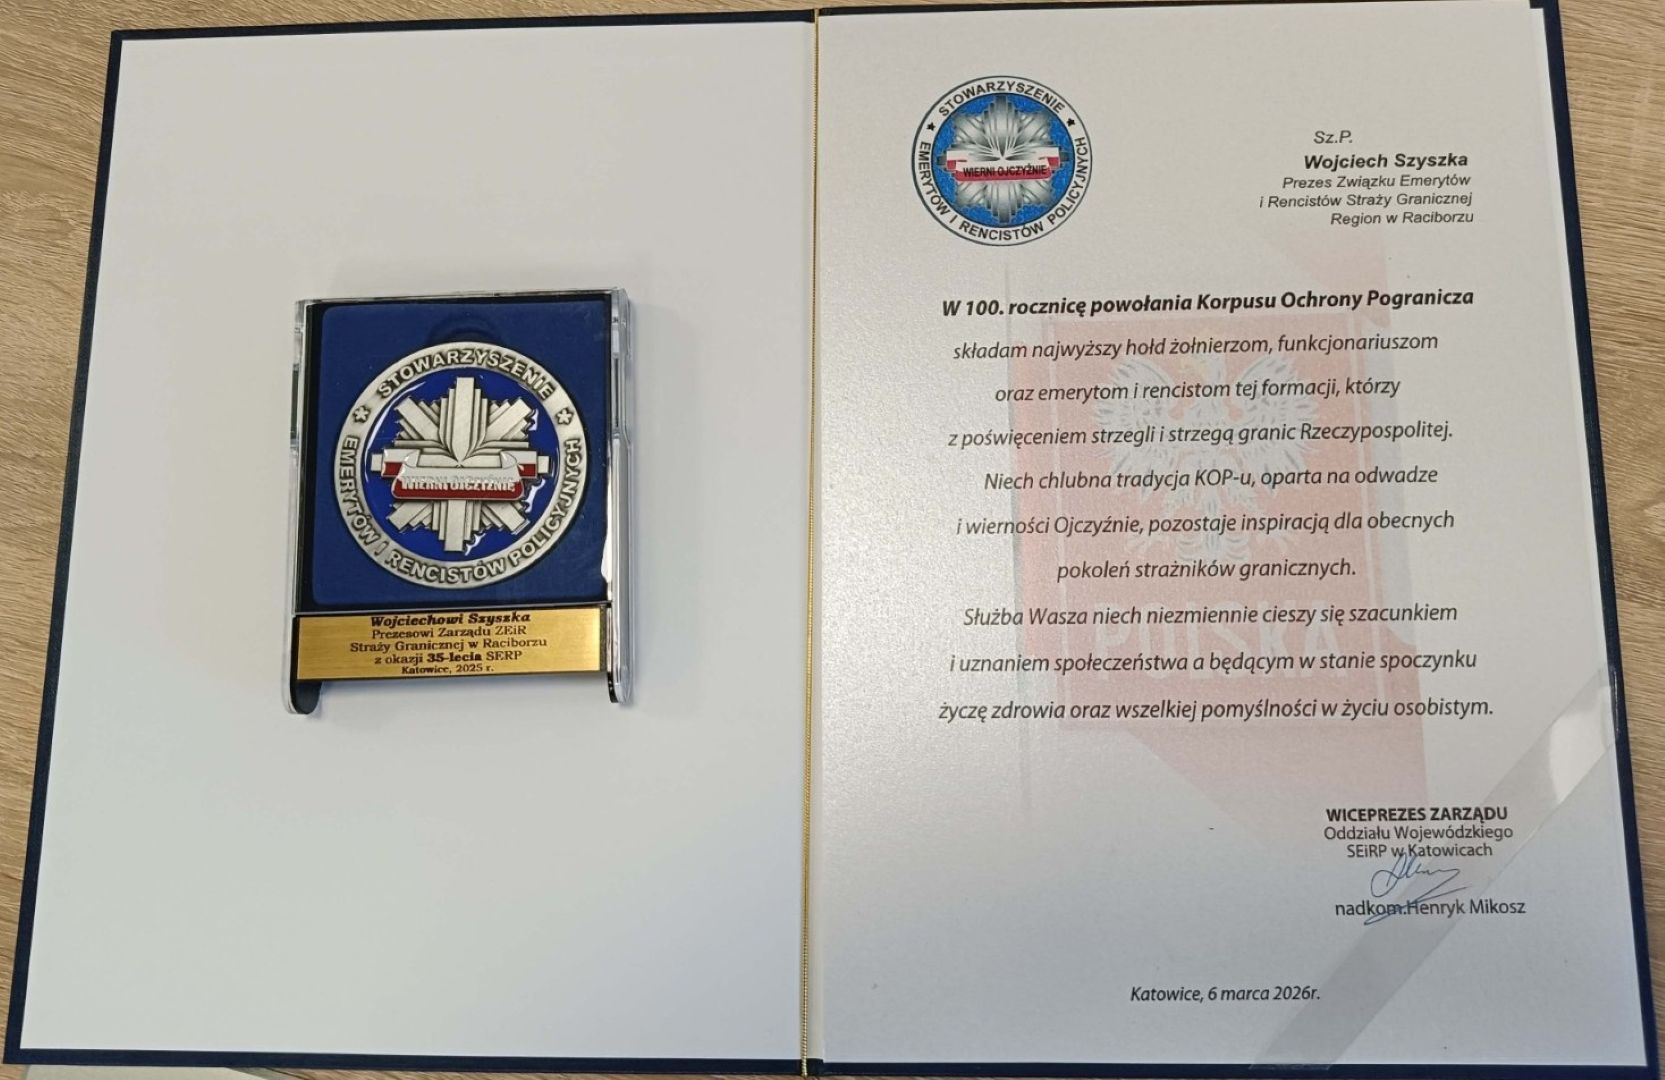 STOWARZYSZENIE
EMERYTÓW I RENCISTÓW POLICYJNYCH
WIERNI OJCZYŹNIE
Wojciechowi Szyszka
Prezesowi Zarządu ZEiR
Straży Granicznej w Raciborzu
z okazji 35-lecia SERP
Katowice, 2025 r.
STOWARZYSZENIE
EMERYTÓW I RENCISTÓW POLICYJNYCH
WIERNI OJCZYŹNIE
Sz.P.
Wojciech Szyszka
Prezes Związku Emerytów
i Rencistów Straży Granicznej
Region w Raciborzu
W 100. rocznicę powołania Korpusu Ochrony Pogranicza
składam najwyższy hołd żołnierzom, funkcjonariuszom
oraz emerytom i rencistom tej formacji, którzy
z poświęceniem strzegli i strzegą granic Rzeczypospolitej.
Niech chlubna tradycja KOP-u, oparta na odwadze
i wierności Ojczyźnie, pozostaje inspiracją dla obecnych
pokoleń strażników granicznych.
Służba Wasza niech niezmiennie cieszy się szacunkiem
POLSKA
i uznaniem społeczeństwa a będącym w stanie spoczynku
życzę zdrowia oraz wszelkiej pomyślności w życiu osobistym.
WICEPREZES ZARZĄDU
Oddziału Wojewódzkiego
SEiRP w Katowicach
nadkom.Henryk Mikosz
Katowice, 6 marca 2026r.